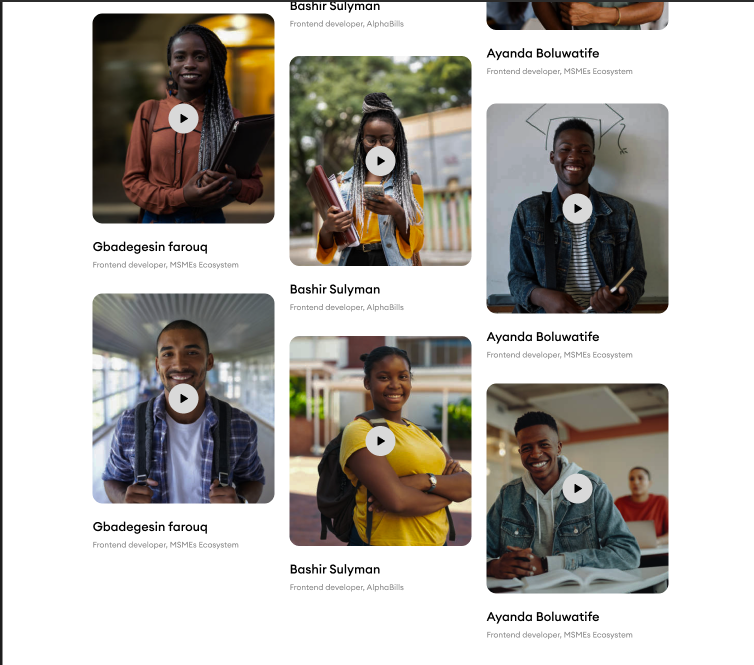 Bashir Sulyman
Frontend developer, AlphaBills
Ayanda Boluwatife
Frontend developer, MSMEs Ecosystem
Gbadegesin farouq
Frontend developer, MSMEs Ecosystem
Bashir Sulyman
Frontend developer, AlphaBills
Ayanda Boluwatife
Frontend developer, MSMEs Ecosystem
Gbadegesin farouq
Frontend developer, MSMEs Ecosystem
Bashir Sulyman
Frontend developer, AlphaBills
Ayanda Boluwatife
Frontend developer, MSMEs Ecosystem